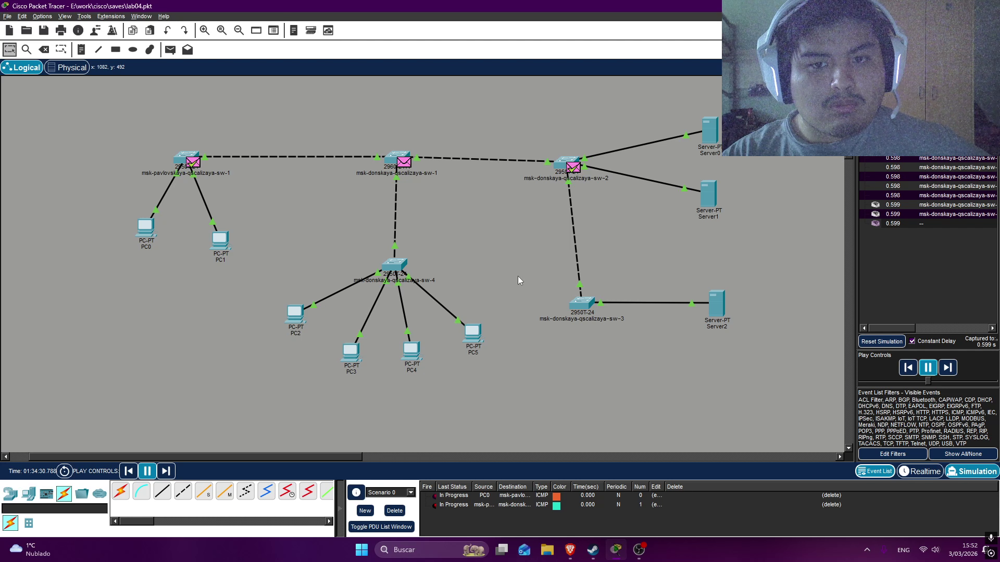 Cisco Packet Tracer - E:\work\cisco\saves\lab04.pkt
File Edit Options View Tools Extensions Window Help
Logical Physical x: 1082, y: 492
msk-pavlovskaya-qscalizaya-sw-1
msk-donskaya-qscalizaya-sw-1
msk-donskaya-qscalizaya-sw-2
Server0
Server-PT
Server1
PC-PT
PC0
PC-PT
PC1
2950T-24
msk-donskaya-qscalizaya-sw-4
2950T-24
msk-donskaya-qscalizaya-sw-3
Server-PT
Server2
PC-PT
PC2
PC-PT
PC3
PC-PT
PC4
PC-PT
PC5
0.598 msk-donskaya-qscalizaya-sw-
0.598 msk-donskaya-qscalizaya-sw-
0.598 msk-donskaya-qscalizaya-sw-
0.598 msk-donskaya-qscalizaya-sw-
0.598 msk-donskaya-qscalizaya-sw-
0.599 msk-donskaya-qscalizaya-sw-
0.599 msk-donskaya-qscalizaya-sw-
0.599 --
Reset Simulation Constant Delay Captured to:
0.599 s
Play Controls
Event List Filters - Visible Events
ACL Filter, ARP, BGP, Bluetooth, CAPWAP, CDP, DHCP,
DHCPv6, DNS, DTP, EAPOL, EIGRP, EIGRPv6, FTP,
H.323, HSRP, HSRPv6, HTTP, HTTPS, ICMP, ICMPv6, IEC,
IPSec, ISAKMP, IoT, IoT TCP, LACP, LLDP, MODBUS,
Meraki, NDP, NETFLOW, NTP, OSPF, OSPFv6, PAgP,
POP3, PPP, PPPoED, PTP, Profinet, RADIUS, REP, RIP,
RIPng, RTP, SCCP, SMTP, SNMP, SSH, STP, SYSLOG,
TACACS, TCP, TFTP, Telnet, UDP, USB, VTP
Edit Filters Show All/None
Time: 01:34:30.788 PLAY CONTROLS: Event List Realtime Simulation
S M
Scenario 0
New Delete
Toggle PDU List Window
Fire Last Status Source Destination Type Color Time(sec) Periodic Num Edit Delete
In Progress PC0 msk-pavlo... ICMP 0.000 N 0 (e... (delete)
In Progress msk-p... msk-donsk... ICMP 0.000 N 1 (e... (delete)
1°C
Nublado
Buscar
ENG
15:52
3/03/2026